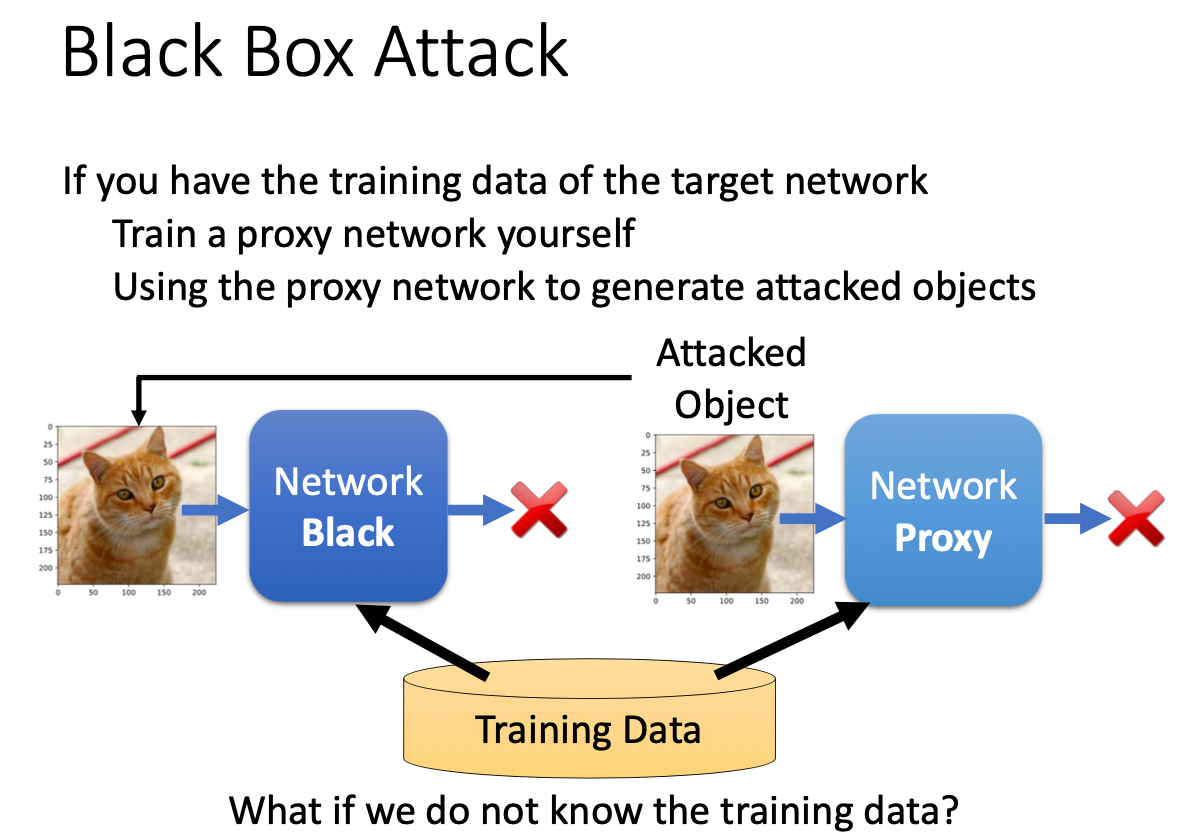 Black Box Attack
If you have the training data of the target network
Train a proxy network yourself
Using the proxy network to generate attacked objects
Attacked
Object
0
25
50
75
100
125
150
175
200
0 50 100 150 200
Network
Black
0
25
50
75
100
125
150
175
200
0 50 100 150 200
Network
Proxy
Training Data
What if we do not know the training data?